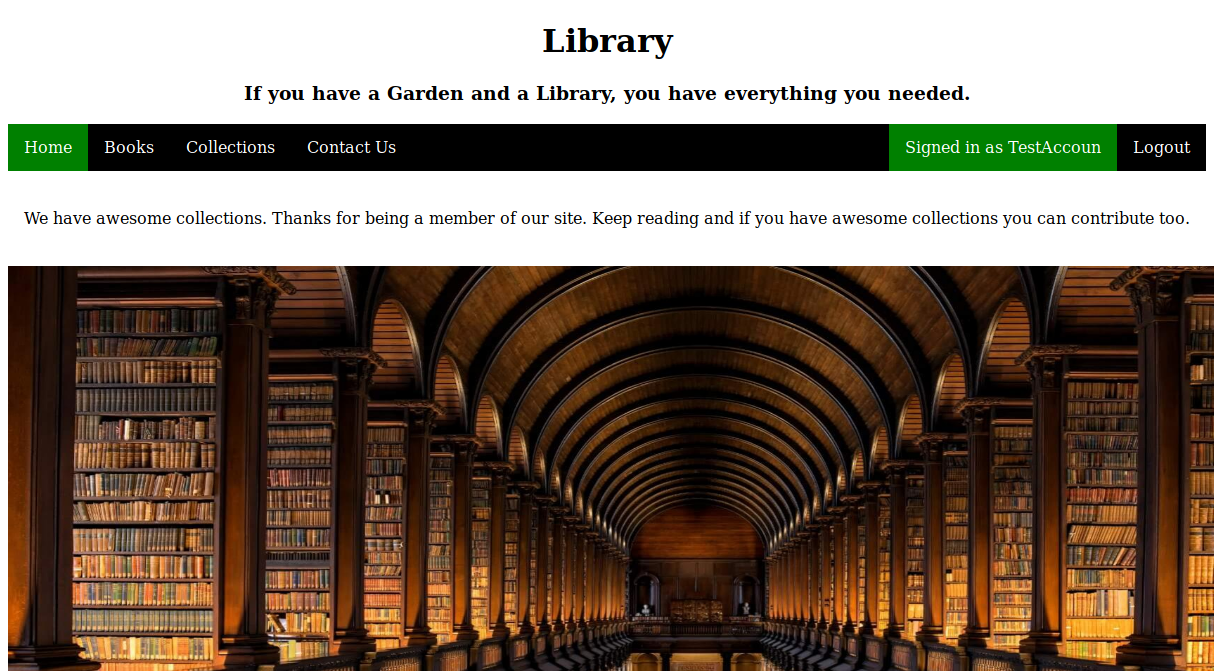 Library
If you have a Garden and a Library, you have everything you needed.
Home Books Collections Contact Us Signed in as TestAccoun Logout
We have awesome collections. Thanks for being a member of our site. Keep reading and if you have awesome collections you can contribute too.